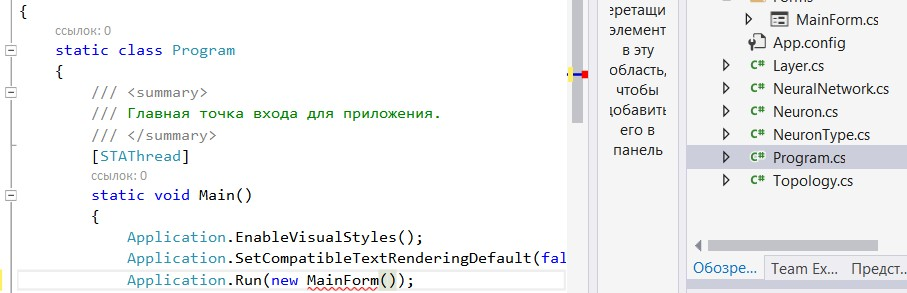 {
ссылок: 0
static class Program
{
/// <summary>
/// Главная точка входа для приложения.
/// </summary>
[STAThread]
ссылок: 0
static void Main()
{
Application.EnableVisualStyles();
Application.SetCompatibleTextRenderingDefault(fal
Application.Run(new MainForm());
еретащи
элемент
в эту
область,
чтобы
добавить
его в
панель
MainForm.cs
App.config
C# Layer.cs
C# NeuralNetwork.cs
C# Neuron.cs
C# NeuronType.cs
C# Program.cs
C# Topology.cs
Обозре...
Team Ex...
Предст...